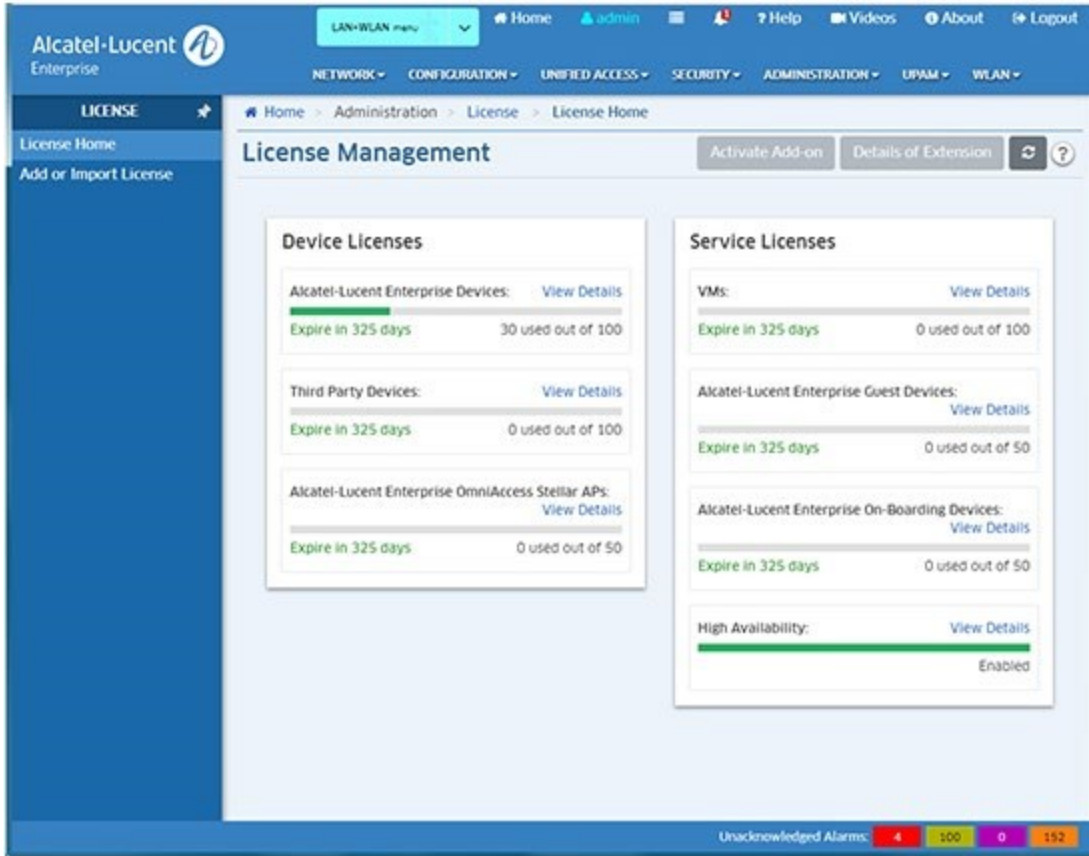 Alcatel-Lucent
Enterprise
LAN+WLAN menu
Home
admin
? Help
Videos
About
Logout
NETWORK
CONFIGURATION
UNIFIED ACCESS
SECURITY
ADMINISTRATION
UPAM
WLAN
LICENSE
License Home
Add or Import License
Home > Administration > License > License Home
License Management
Activate Add-on
Details of Extension
?
Device Licenses
Alcatel-Lucent Enterprise Devices: View Details
Expire in 325 days 30 used out of 100
Third Party Devices: View Details
Expire in 325 days 0 used out of 100
Alcatel-Lucent Enterprise OmniAccess Stellar APs:
View Details
Expire in 325 days 0 used out of 50
Service Licenses
VMs: View Details
Expire in 325 days 0 used out of 100
Alcatel-Lucent Enterprise Guest Devices:
View Details
Expire in 325 days 0 used out of 50
Alcatel-Lucent Enterprise On-Boarding Devices:
View Details
Expire in 325 days 0 used out of 50
High Availability: View Details
Enabled
Unacknowledged Alarms: 4 100 0 152